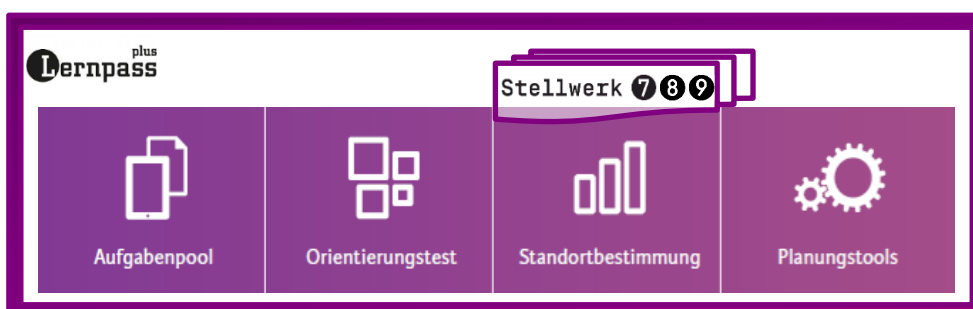 plus
Lernpass
Stellwerk 7 8 9
Aufgabenpool
Orientierungstest
Standortbestimmung
Planungstools